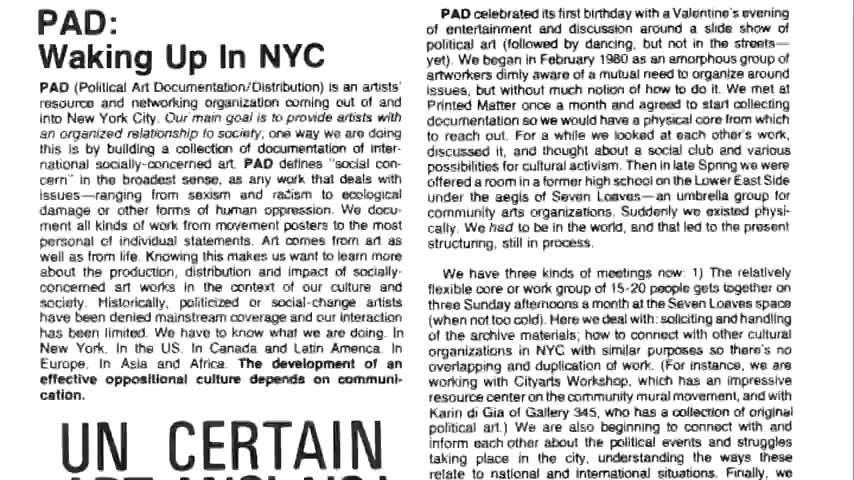 PAD:
Waking Up In NYC
PAD (Political Art Documentation/Distribution) is an artists'
resource and networking organization coming out of and
into New York City. Our main goal is to provide artists with
an organized relationship to society; one way we are doing
this is by building a collection of documentation of inter-
national socially-concerned art. PAD defines "social con-
cern" in the broadest sense, as any work that deals with
issues—ranging from sexism and racism to ecological
damage or other forms of human oppression. We docu-
ment all kinds of work from movement posters to the most
personal of individual statements. Art comes from art as
well as from life. Knowing this makes us want to learn more
about the production, distribution and impact of socially-
concerned art works in the context of our culture and
society. Historically, politicized or social-change artists
have been denied mainstream coverage and our interaction
has been limited. We have to know what we are doing. In
New York. In the US. In Canada and Latin America. In
Europe. In Asia and Africa. The development of an
effective oppositional culture depends on communi-
cation.
UN CERTAIN
PAD celebrated its first birthday with a Valentine's evening
of entertainment and discussion around a slide show of
political art (followed by dancing, but not in the streets—
yet). We began in February 1980 as an amorphous group of
artworkers dimly aware of a mutual need to organize around
issues, but without much notion of how to do it. We met at
Printed Matter once a month and agreed to start collecting
documentation so we would have a physical core from which
to reach out. For a while we looked at each other's work,
discussed it, and thought about a social club and various
possibilities for cultural activism. Then in late Spring we were
offered a room in a former high school on the Lower East Side
under the aegis of Seven Loaves—an umbrella group for
community arts organizations. Suddenly we existed physi-
cally. We had to be in the world, and that led to the present
structuring, still in process.
We have three kinds of meetings now: 1) The relatively
flexible core or work group of 15-20 people gets together on
three Sunday afternoons a month at the Seven Loaves space
(when not too cold). Here we deal with: soliciting and handling
of the archive materials; how to connect with other cultural
organizations in NYC with similar purposes so there's no
overlapping and duplication of work. (For instance, we are
working with Cityarts Workshop, which has an impressive
resource center on the community mural movement, and with
Karin di Gia of Gallery 345, who has a collection of original
political art.) We are also beginning to connect with and
inform each other about the political events and struggles
taking place in the city, understanding the ways these
relate to national and international situations. Finally, we